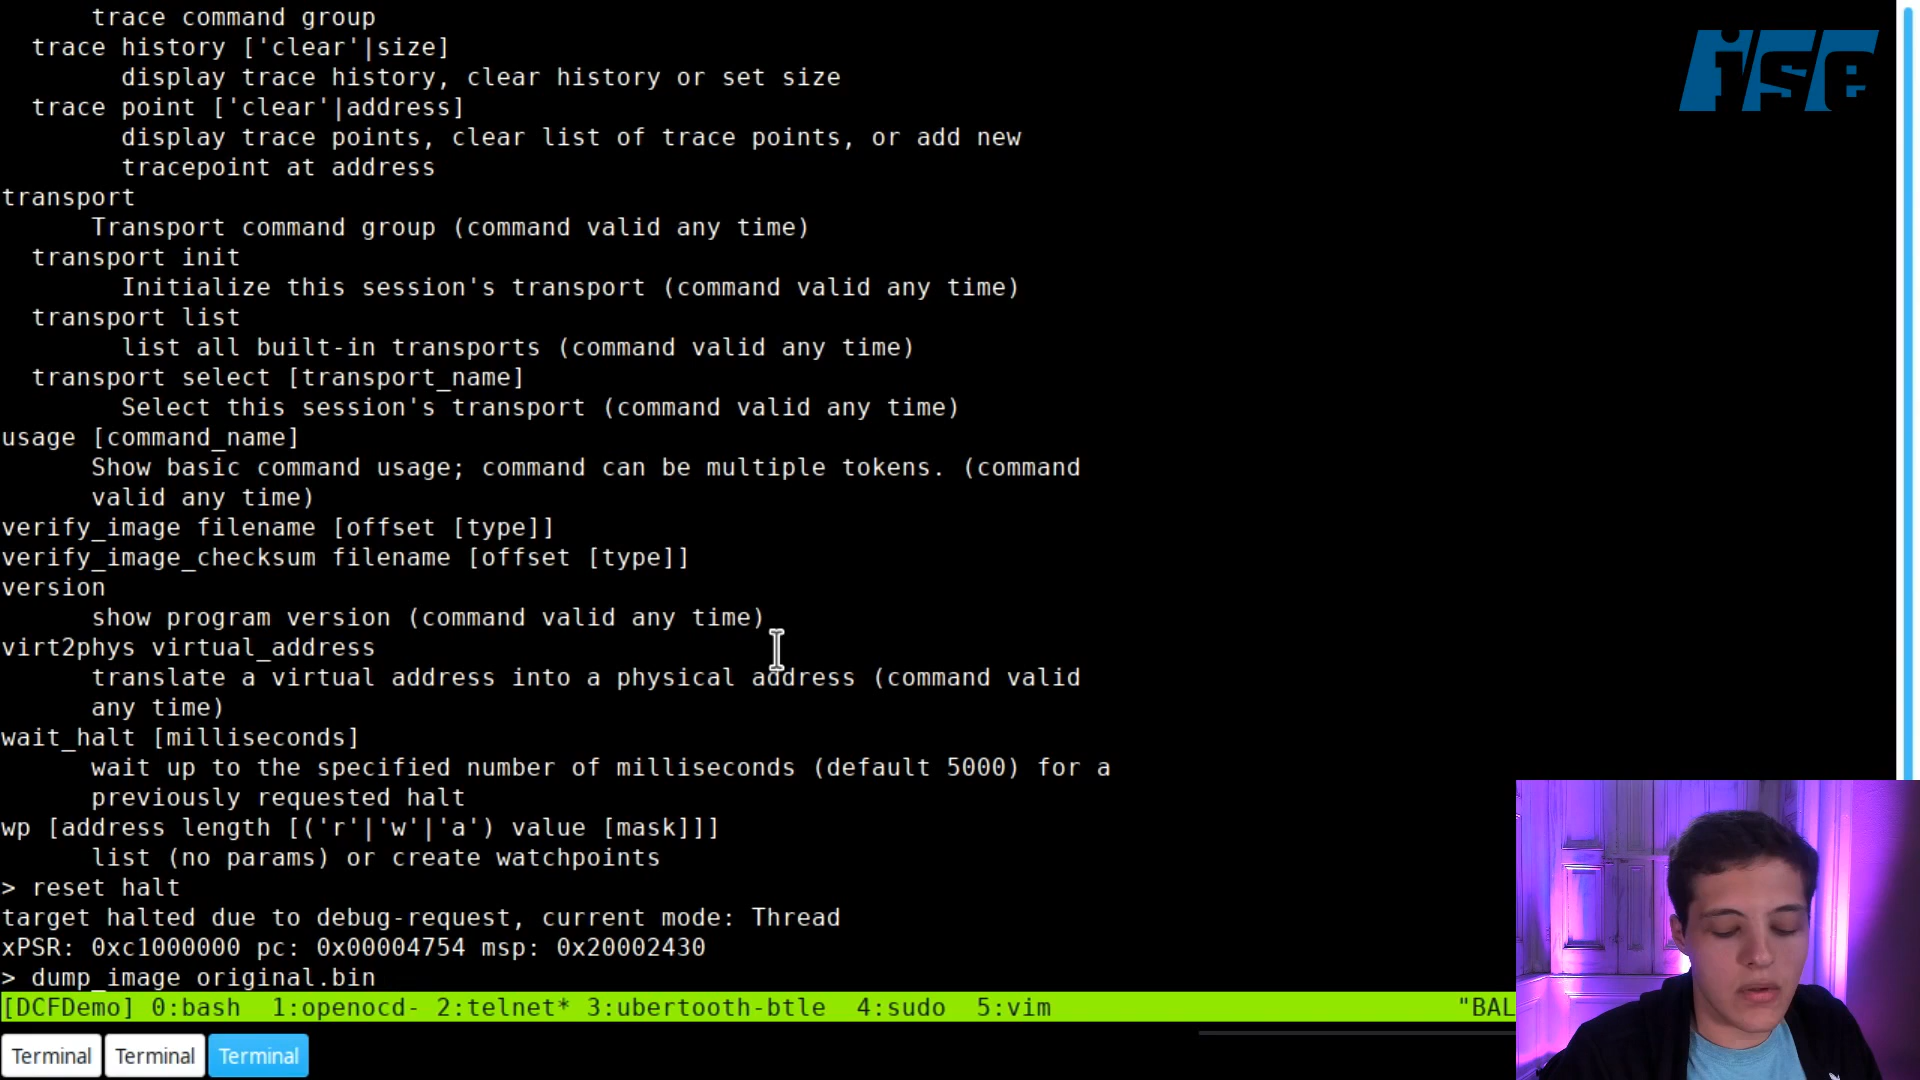 trace command group
trace history ['clear'|size]
display trace history, clear history or set size
trace point ['clear'|address]
display trace points, clear list of trace points, or add new
tracepoint at address
transport
Transport command group (command valid any time)
transport init
Initialize this session's transport (command valid any time)
transport list
list all built-in transports (command valid any time)
transport select [transport_name]
Select this session's transport (command valid any time)
usage [command_name]
Show basic command usage; command can be multiple tokens. (command
valid any time)
verify_image filename [offset [type]]
verify_image_checksum filename [offset [type]]
version
show program version (command valid any time)
virt2phys virtual_address
translate a virtual address into a physical address (command valid
any time)
wait_halt [milliseconds]
wait up to the specified number of milliseconds (default 5000) for a
previously requested halt
wp [address length [('r'|'w'|'a') value [mask]]]
list (no params) or create watchpoints
> reset halt
target halted due to debug-request, current mode: Thread
xPSR: 0xc1000000 pc: 0x00004754 msp: 0x20002430
> dump_image original.bin
[DCFDemo] 0:bash  1:openocd- 2:telnet* 3:ubertooth-btle  4:sudo  5:vim "BAL
Terminal Terminal Terminal
ise